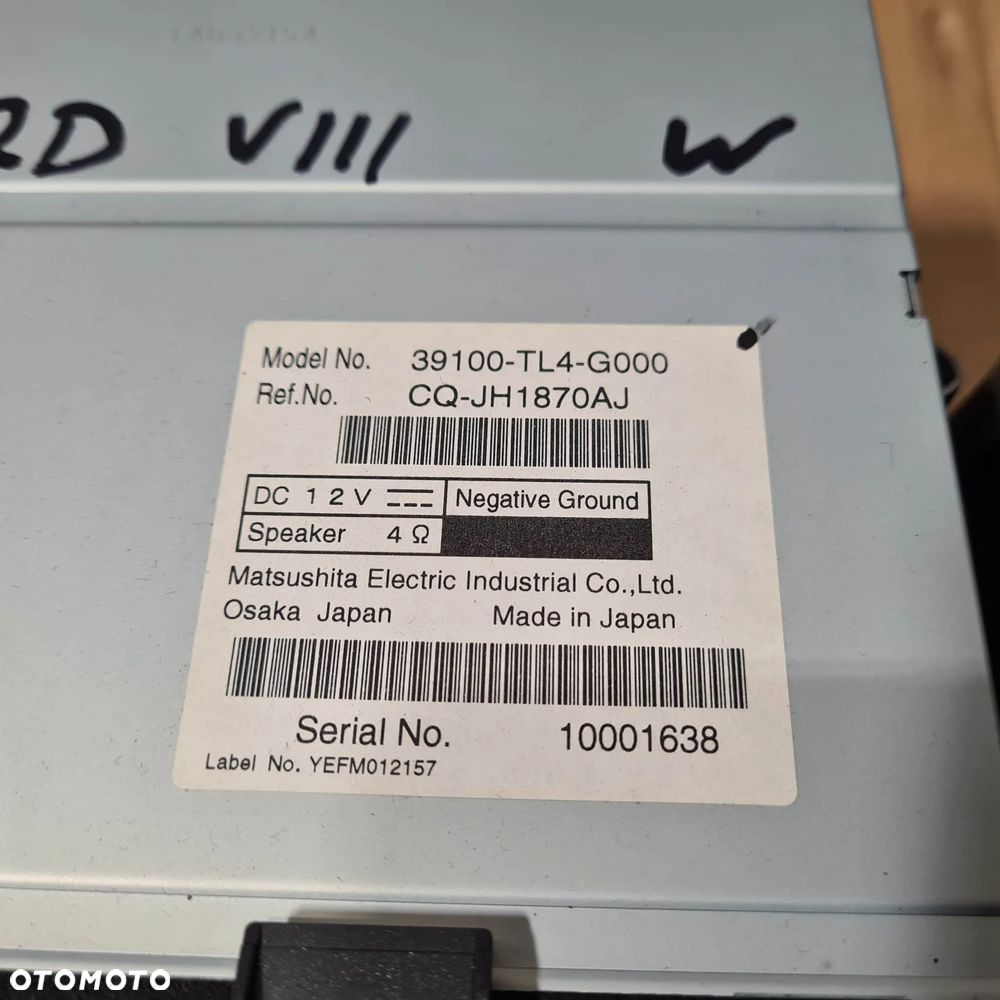 RD VIII W
Model No. 39100-TL4-G000
Ref.No. CQ-JH1870AJ
DC 12V Negative Ground
Speaker 4Ω
Matsushita Electric Industrial Co.,Ltd.
Osaka Japan Made in Japan
Serial No. 10001638
Label No. YEFM012157
OTOMOTO